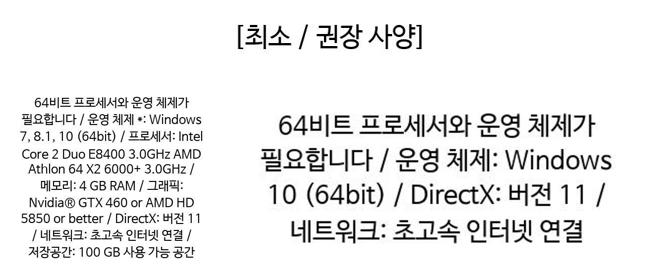 [최소 / 권장 사양]
64비트 프로세서와 운영 체제가
필요합니다 / 운영 체제 *: Windows
7, 8.1, 10 (64bit) / 프로세서: Intel
Core 2 Duo E8400 3.0GHz AMD
Athlon 64 X2 6000+ 3.0GHz /
메모리: 4 GB RAM / 그래픽:
Nvidia® GTX 460 or AMD HD
5850 or better / DirectX: 버전 11
/ 네트워크: 초고속 인터넷 연결 /
저장공간: 100 GB 사용 가능 공간
64비트 프로세서와 운영 체제가
필요합니다 / 운영 체제: Windows
10 (64bit) / DirectX: 버전 11 /
네트워크: 초고속 인터넷 연결